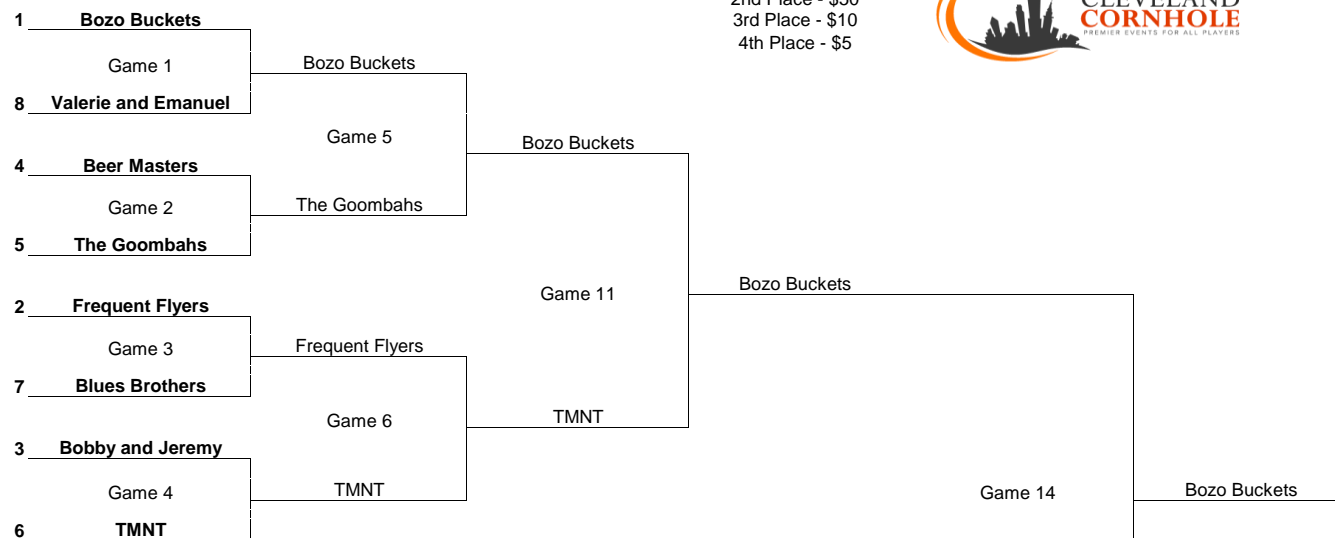 2nd Place - $50
3rd Place - $10
4th Place - $5
CLEVELAND
CORNHOLE
PREMIER EVENTS FOR ALL PLAYERS
1 Bozo Buckets
Game 1
Bozo Buckets
8 Valerie and Emanuel
Game 5
Bozo Buckets
4 Beer Masters
Game 2
The Goombahs
5 The Goombahs
Game 11
Bozo Buckets
2 Frequent Flyers
Game 3
Frequent Flyers
7 Blues Brothers
Game 6
TMNT
3 Bobby and Jeremy
Game 4
TMNT
6 TMNT
Game 14
Bozo Buckets